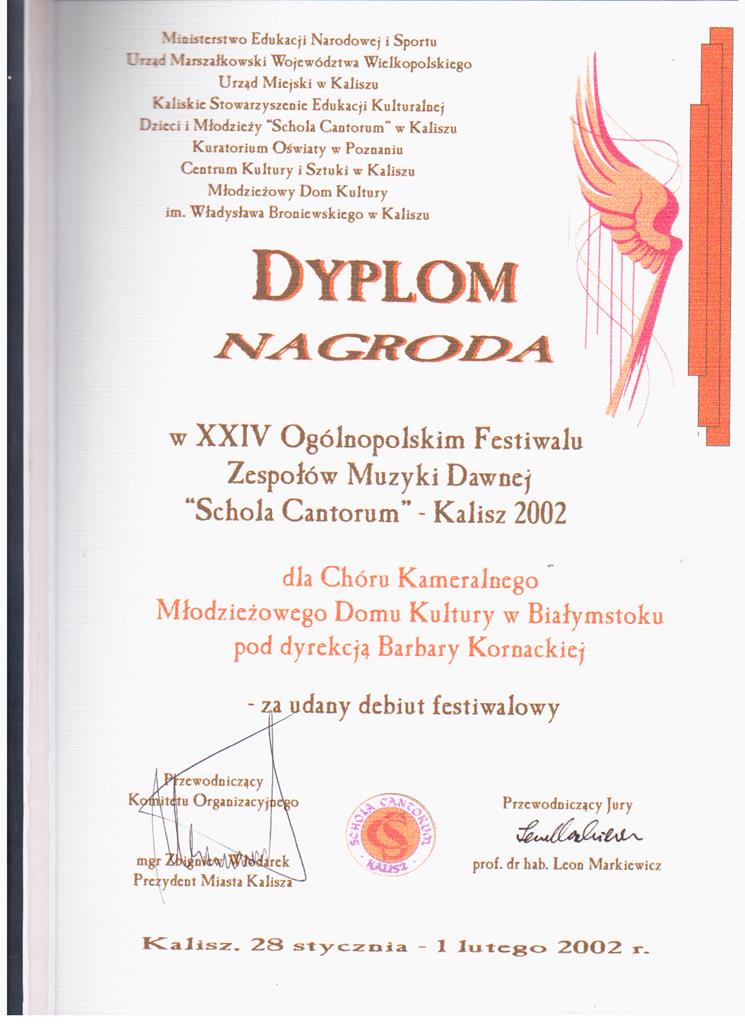 Ministerstwo Edukacji Narodowej i Sportu
Urząd Marszałkowski Województwa Wielkopolskiego
Urząd Miejski w Kaliszu
Kaliskie Stowarzyszenie Edukacji Kulturalnej
Dzieci i Młodzieży "Schola Cantorum" w Kaliszu
Kuratorium Oświaty w Poznaniu
Centrum Kultury i Sztuki w Kaliszu
Młodzieżowy Dom Kultury
im. Władysława Broniewskiego w Kaliszu
DYPLOM
NAGRODA
w XXIV Ogólnopolskim Festiwalu
Zespołów Muzyki Dawnej
"Schola Cantorum" - Kalisz 2002
dla Chóru Kameralnego
Młodzieżowego Domu Kultury w Białymstoku
pod dyrekcją Barbary Kornackiej
- za udany debiut festiwalowy
Przewodniczący
Komitetu Organizacyjnego
mgr Zbigniew Włodarek
Prezydent Miasta Kalisza
SCHOLA CANTORUM
KALISZ
Przewodniczący Jury
prof. dr hab. Leon Markiewicz
Kalisz, 28 stycznia - 1 lutego 2002 r.